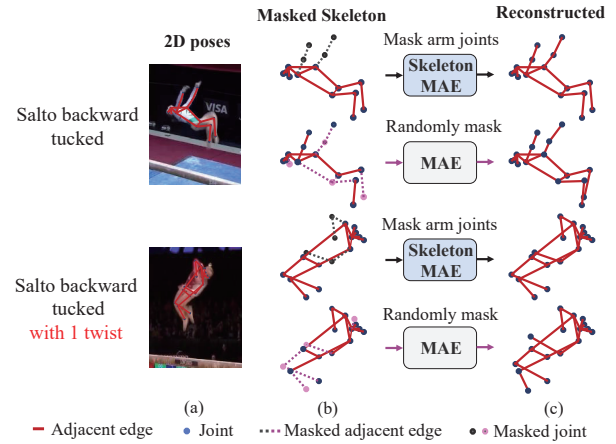 2D poses
Masked Skeleton
Reconstructed
Salto backward
tucked
VISA
Mask arm joints
Skeleton
MAE
Randomly mask
MAE
Salto backward
tucked
with 1 twist
Mask arm joints
Skeleton
MAE
Randomly mask
MAE
(a)
(b)
(c)
Adjacent edge
Joint
Masked adjacent edge
Masked joint